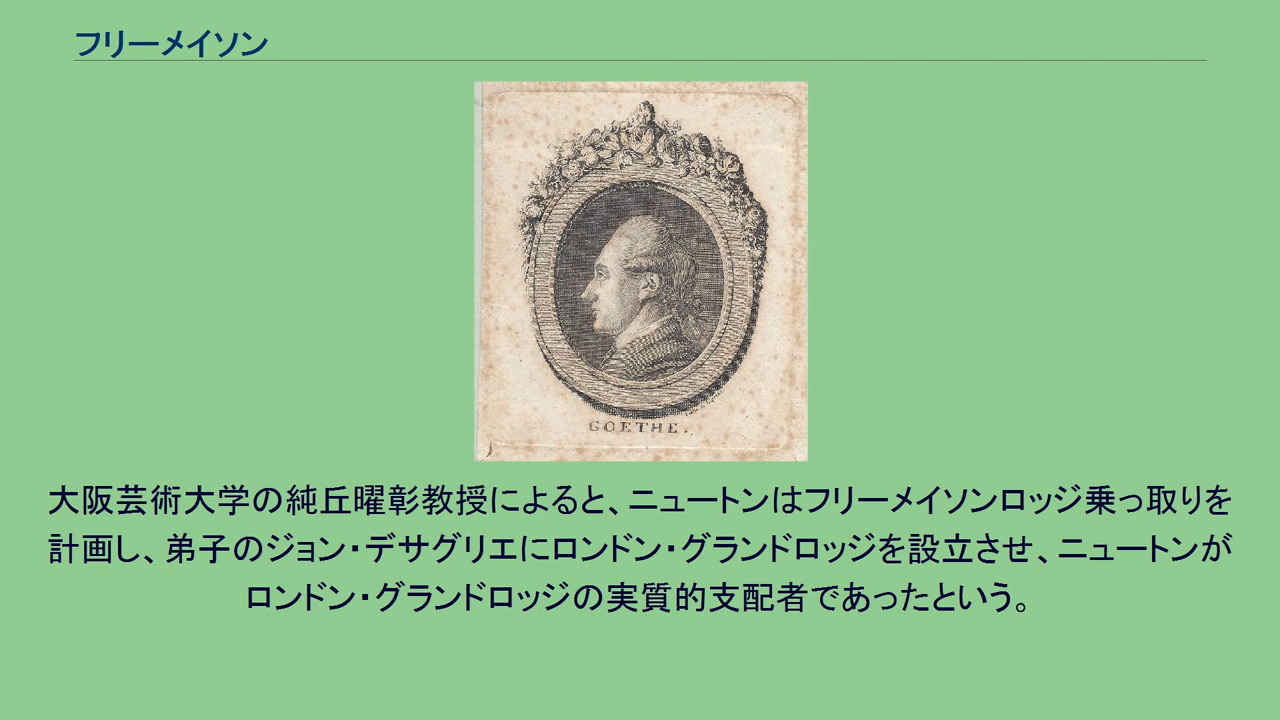 フリーメイソン
GOETHE.
大阪芸術大学の純丘曜彰教授によると、ニュートンはフリーメイソンロッジ乗っ取りを
計画し、弟子のジョン・デサグリエにロンドン・グランドロッジを設立させ、ニュートンが
ロンドン・グランドロッジの実質的支配者であったという。